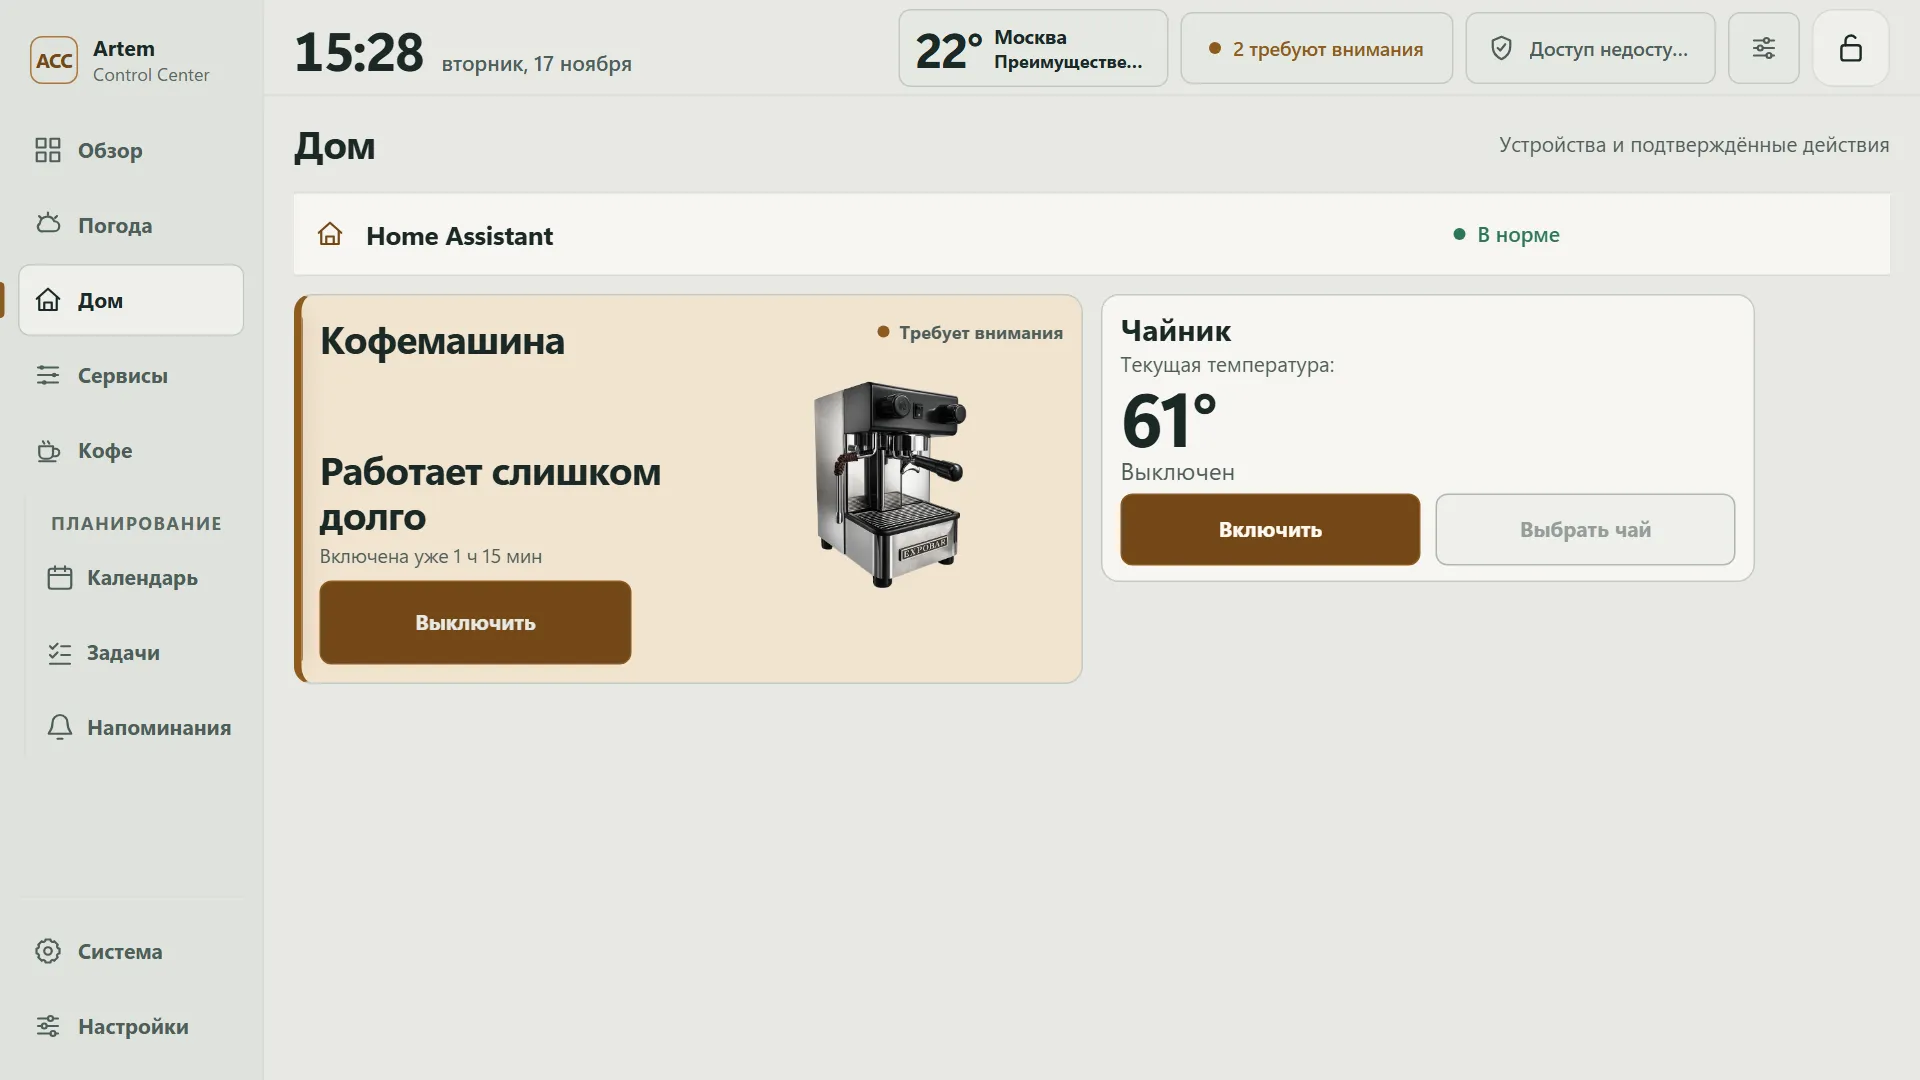 ACC
Artem
Control Center
Обзор
Погода
Дом
Сервисы
Кофе
ПЛАНИРОВАНИЕ
Календарь
Задачи
Напоминания
Система
Настройки
15:28 вторник, 17 ноября
22° Москва
Преимуществе...
2 требуют внимания
Доступ недосту...
Дом
Устройства и подтверждённые действия
Home Assistant
В норме
Кофемашина
Требует внимания
Работает слишком
долго
Включена уже 1 ч 15 мин
Выключить
EXPOBAR
Чайник
Текущая температура:
61°
Выключен
Включить
Выбрать чай